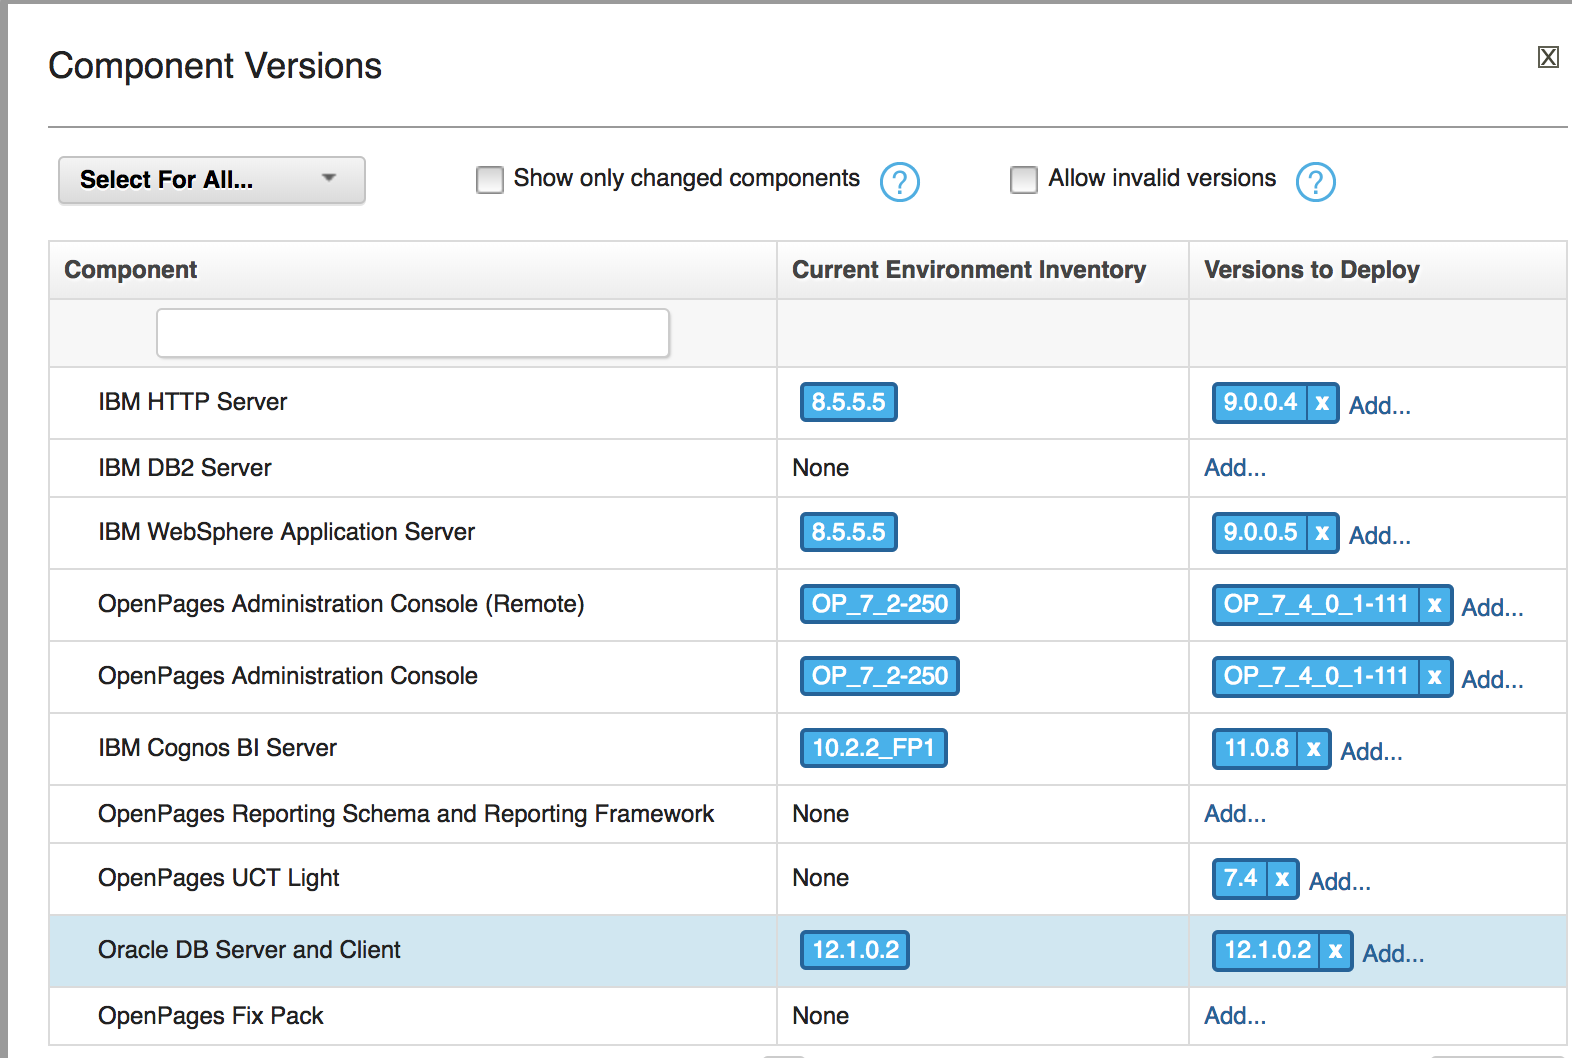 Component Versions
X
Select For All...
Show only changed components ?
Allow invalid versions ?
Component Current Environment Inventory Versions to Deploy
IBM HTTP Server 8.5.5.5 9.0.0.4 x Add...
IBM DB2 Server None Add...
IBM WebSphere Application Server 8.5.5.5 9.0.0.5 x Add...
OpenPages Administration Console (Remote) OP_7_2-250 OP_7_4_0_1-111 x Add...
OpenPages Administration Console OP_7_2-250 OP_7_4_0_1-111 x Add...
IBM Cognos BI Server 10.2.2_FP1 11.0.8 x Add...
OpenPages Reporting Schema and Reporting Framework None Add...
OpenPages UCT Light None 7.4 x Add...
Oracle DB Server and Client 12.1.0.2 12.1.0.2 x Add...
OpenPages Fix Pack None Add...